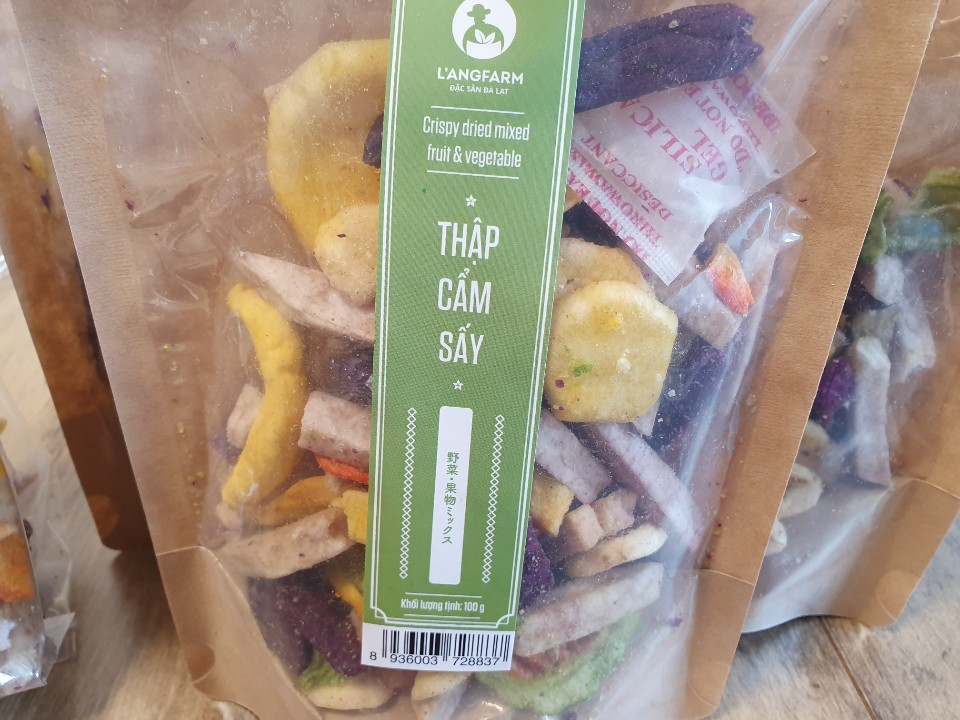 L'ANGFARM
ĐẶC SẢN ĐÀ LẠT
Crispy dried mixed
fruit & vegetable
THẬP
CẨM
SẤY
野菜・果物ミックス
Khối lượng tịnh: 100 g
8 936003 728837
SILICA
GEL
DO NOT E
DESICCANT